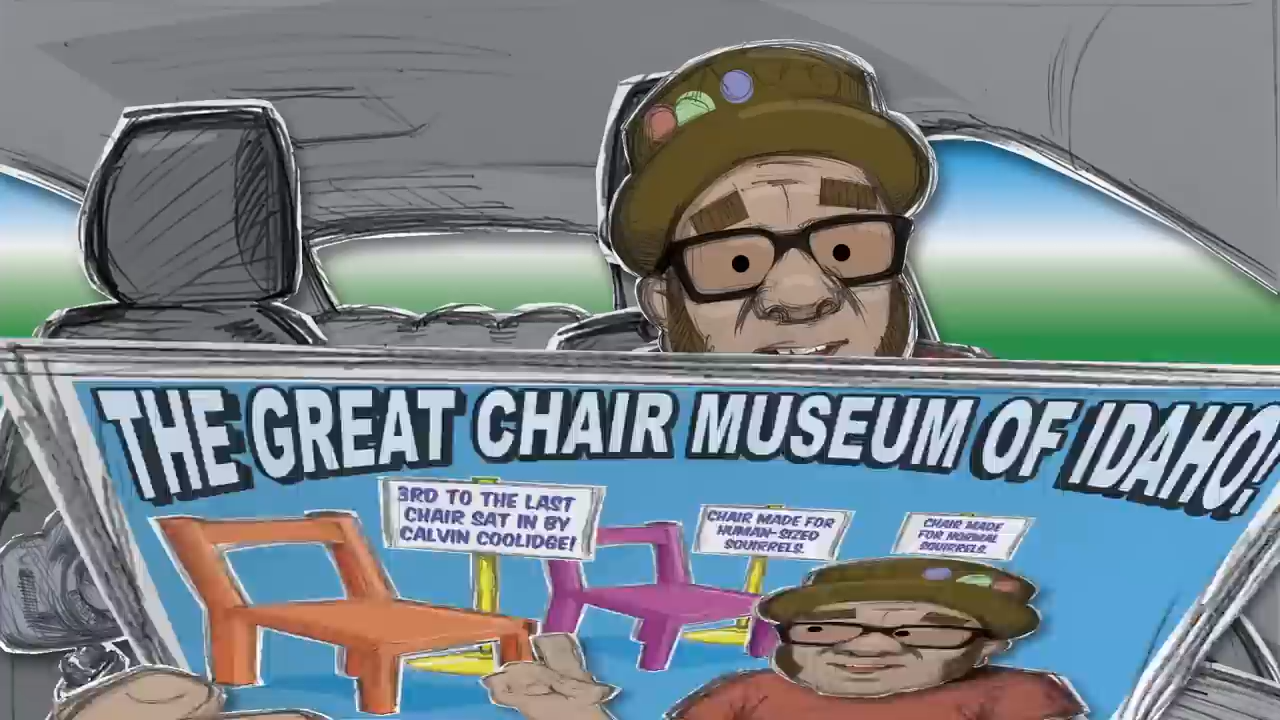 THE GREAT CHAIR MUSEUM OF IDAHO!
3RD TO THE LAST
CHAIR SAT IN BY
CALVIN COOLIDGE!
CHAIR MADE FOR
HUMAN-SIZED
SQUIRRELS.
CHAIR MADE
FOR NORMAL
SQUIRRELS.